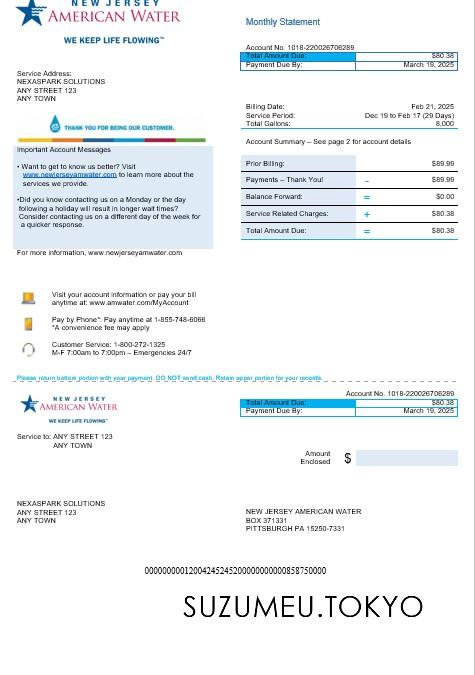 NEW JERSEY
AMERICAN WATER
WE KEEP LIFE FLOWING™
Monthly Statement
Account No. 1018-220026706289
Total Amount Due: $80.38
Payment Due By: March 19, 2025
Service Address:
NEXASPARK SOLUTIONS
ANY STREET 123
ANY TOWN
Billing Date: Feb 21, 2025
Service Period: Dec 19 to Feb 17 (29 Days)
Total Gallons: 8,000
THANK YOU FOR BEING OUR CUSTOMER.
Account Summary – See page 2 for account details
Important Account Messages
• Want to get to know us better? Visit
www.newjerseyamwater.com to learn more about the
services we provide.
•Did you know contacting us on a Monday or the day
following a holiday will result in longer wait times?
Consider contacting us on a different day of the week for
a quicker response.
Prior Billing: $89.99
Payments – Thank You! - $89.99
Balance Forward: = $0.00
Service Related Charges: + $80.38
Total Amount Due: = $80.38
For more information, www.newjerseyamwater.com
Visit your account information or pay your bill
anytime at: www.amwater.com/MyAccount
Pay by Phone*: Pay anytime at 1-855-748-6066
*A convenience fee may apply
Customer Service: 1-800-272-1325
M-F 7:00am to 7:00pm – Emergencies 24/7
Please return bottom portion with your payment. DO NOT send cash. Retain upper portion for your records.
NEW JERSEY
AMERICAN WATER
WE KEEP LIFE FLOWING™
Account No. 1018-220026706289
Total Amount Due: $80.38
Payment Due By: March 19, 2025
Service to: ANY STREET 123
ANY TOWN
Amount
Enclosed $
NEXASPARK SOLUTIONS
ANY STREET 123
ANY TOWN
NEW JERSEY AMERICAN WATER
BOX 371331
PITTSBURGH PA 15250-7331
SUZUMEU.TOKYO